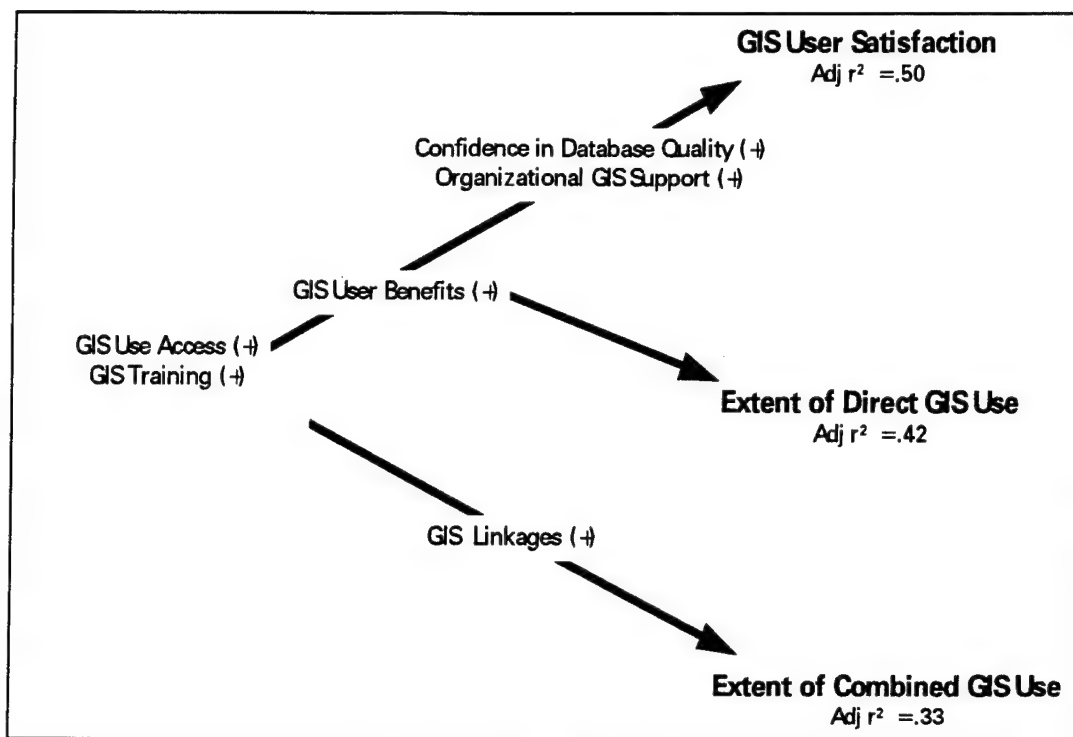 GIS User Satisfaction
Adj r² =.50
Confidence in Database Quality (+)
Organizational GIS Support (+)
GIS User Benefits (+)
GIS Use Access (+)
GIS Training (+)
Extent of Direct GIS Use
Adj r² =.42
GIS Linkages (+)
Extent of Combined GIS Use
Adj r² =.33